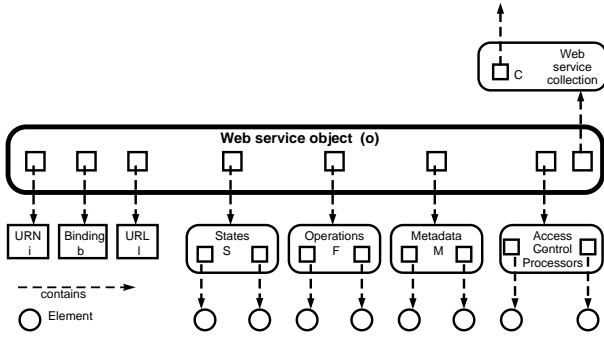 Web
service
collection
C
Web service object (o)
URN
i
Binding
b
URL
l
States
S
Operations
F
Metadata
M
Access
Control
Processors
contains
Element